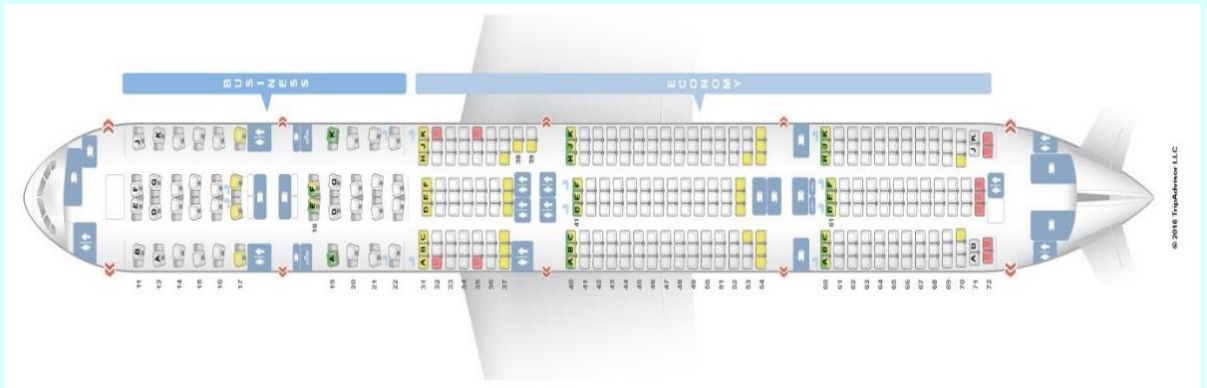 BUSINESS
ECONOMY
K
J
K
H J K
H J K
H J K
J K
38
39
E F
D G
E F
D G
D E F
D E F
D E F
18
41
61
B
A
A
A B C
A B C
A B C
A B
11
12
14
15
16
17
19
20
21
22
31
32
33
34
35
36
37
40
41
42
43
44
45
46
47
48
49
50
51
52
53
54
60
61
62
63
64
65
66
67
68
69
70
71
72
© 2016 TripAdvisor LLC